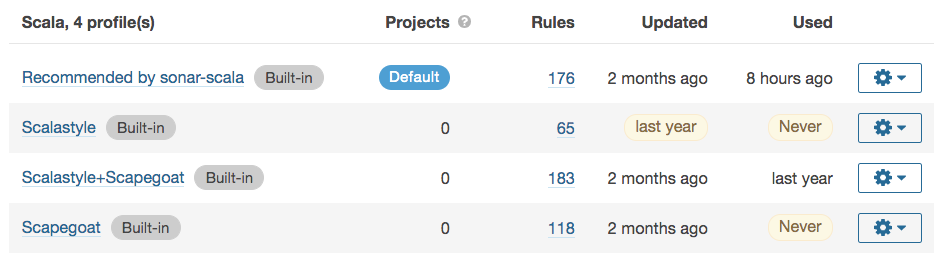 Scala, 4 profile(s) Projects ? Rules Updated Used
Recommended by sonar-scala Built-in Default 176 2 months ago 8 hours ago
Scalastyle Built-in 0 65 last year Never
Scalastyle+Scapegoat Built-in 0 183 2 months ago last year
Scapegoat Built-in 0 118 2 months ago Never